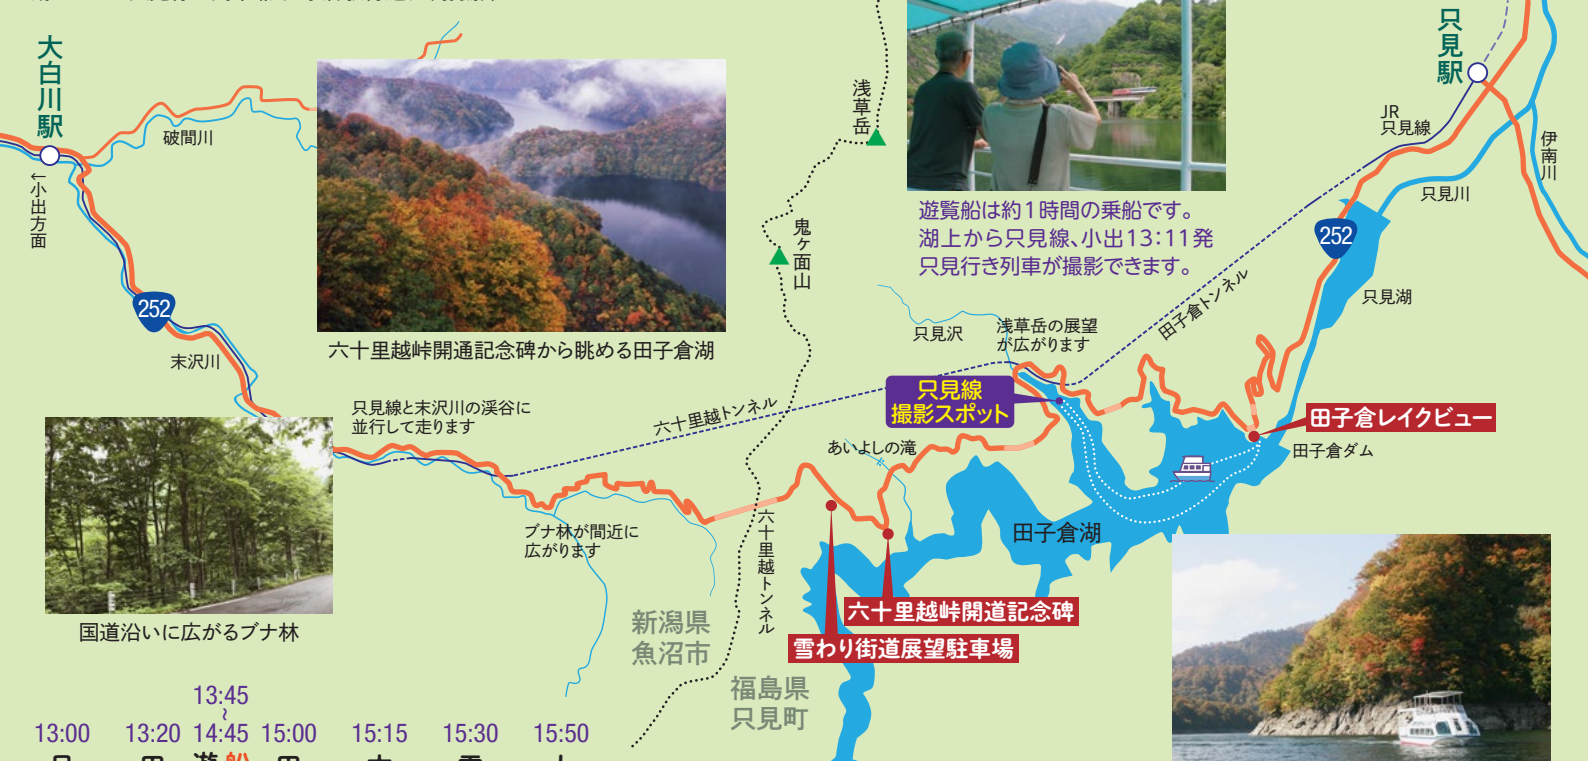 大白川駅
←小出方面
破間川
252
末沢川
六十里越峠開通記念碑から眺める田子倉湖
浅草岳
鬼ヶ面山
遊覧船は約1時間の乗船です。
湖上から只見線、小出13:11発
只見行き列車が撮影できます。
只見駅
JR
只見線
伊南川
只見川
252
只見湖
田子倉トンネル
只見沢
浅草岳の展望
が広がります
只見線
撮影スポット
田子倉レイクビュー
田子倉ダム
あいよしの滝
六十里越トンネル
只見線と末沢川の渓谷に
並行して走ります
ブナ林が間近に
広がります
六十里越トンネル
田子倉湖
六十里越峠開道記念碑
雪わり街道展望駐車場
新潟県
魚沼市
福島県
只見町
国道沿いに広がるブナ林
13:45
〜
13:00 13:20 14:45 15:00 15:15 15:30 15:50